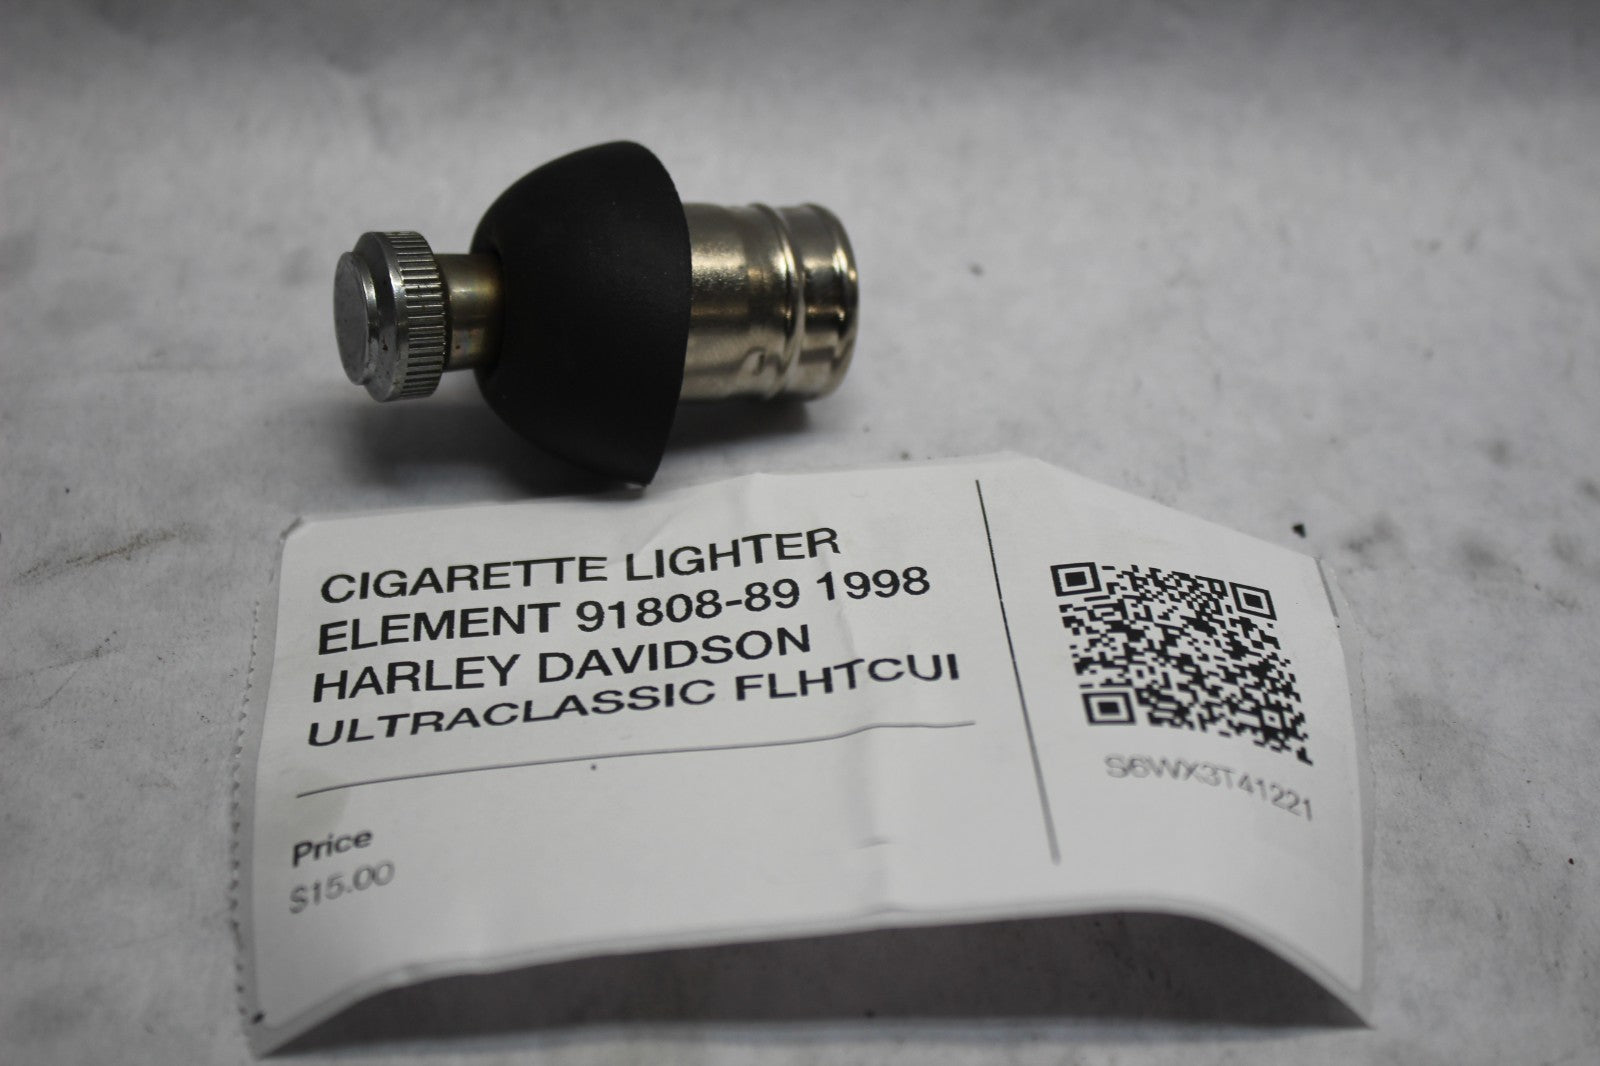 CIGARETTE LIGHTER
ELEMENT 91808-89 1998
HARLEY DAVIDSON
ULTRACLASSIC FLHTCUI
Price
$15.00
S6WX3T41221